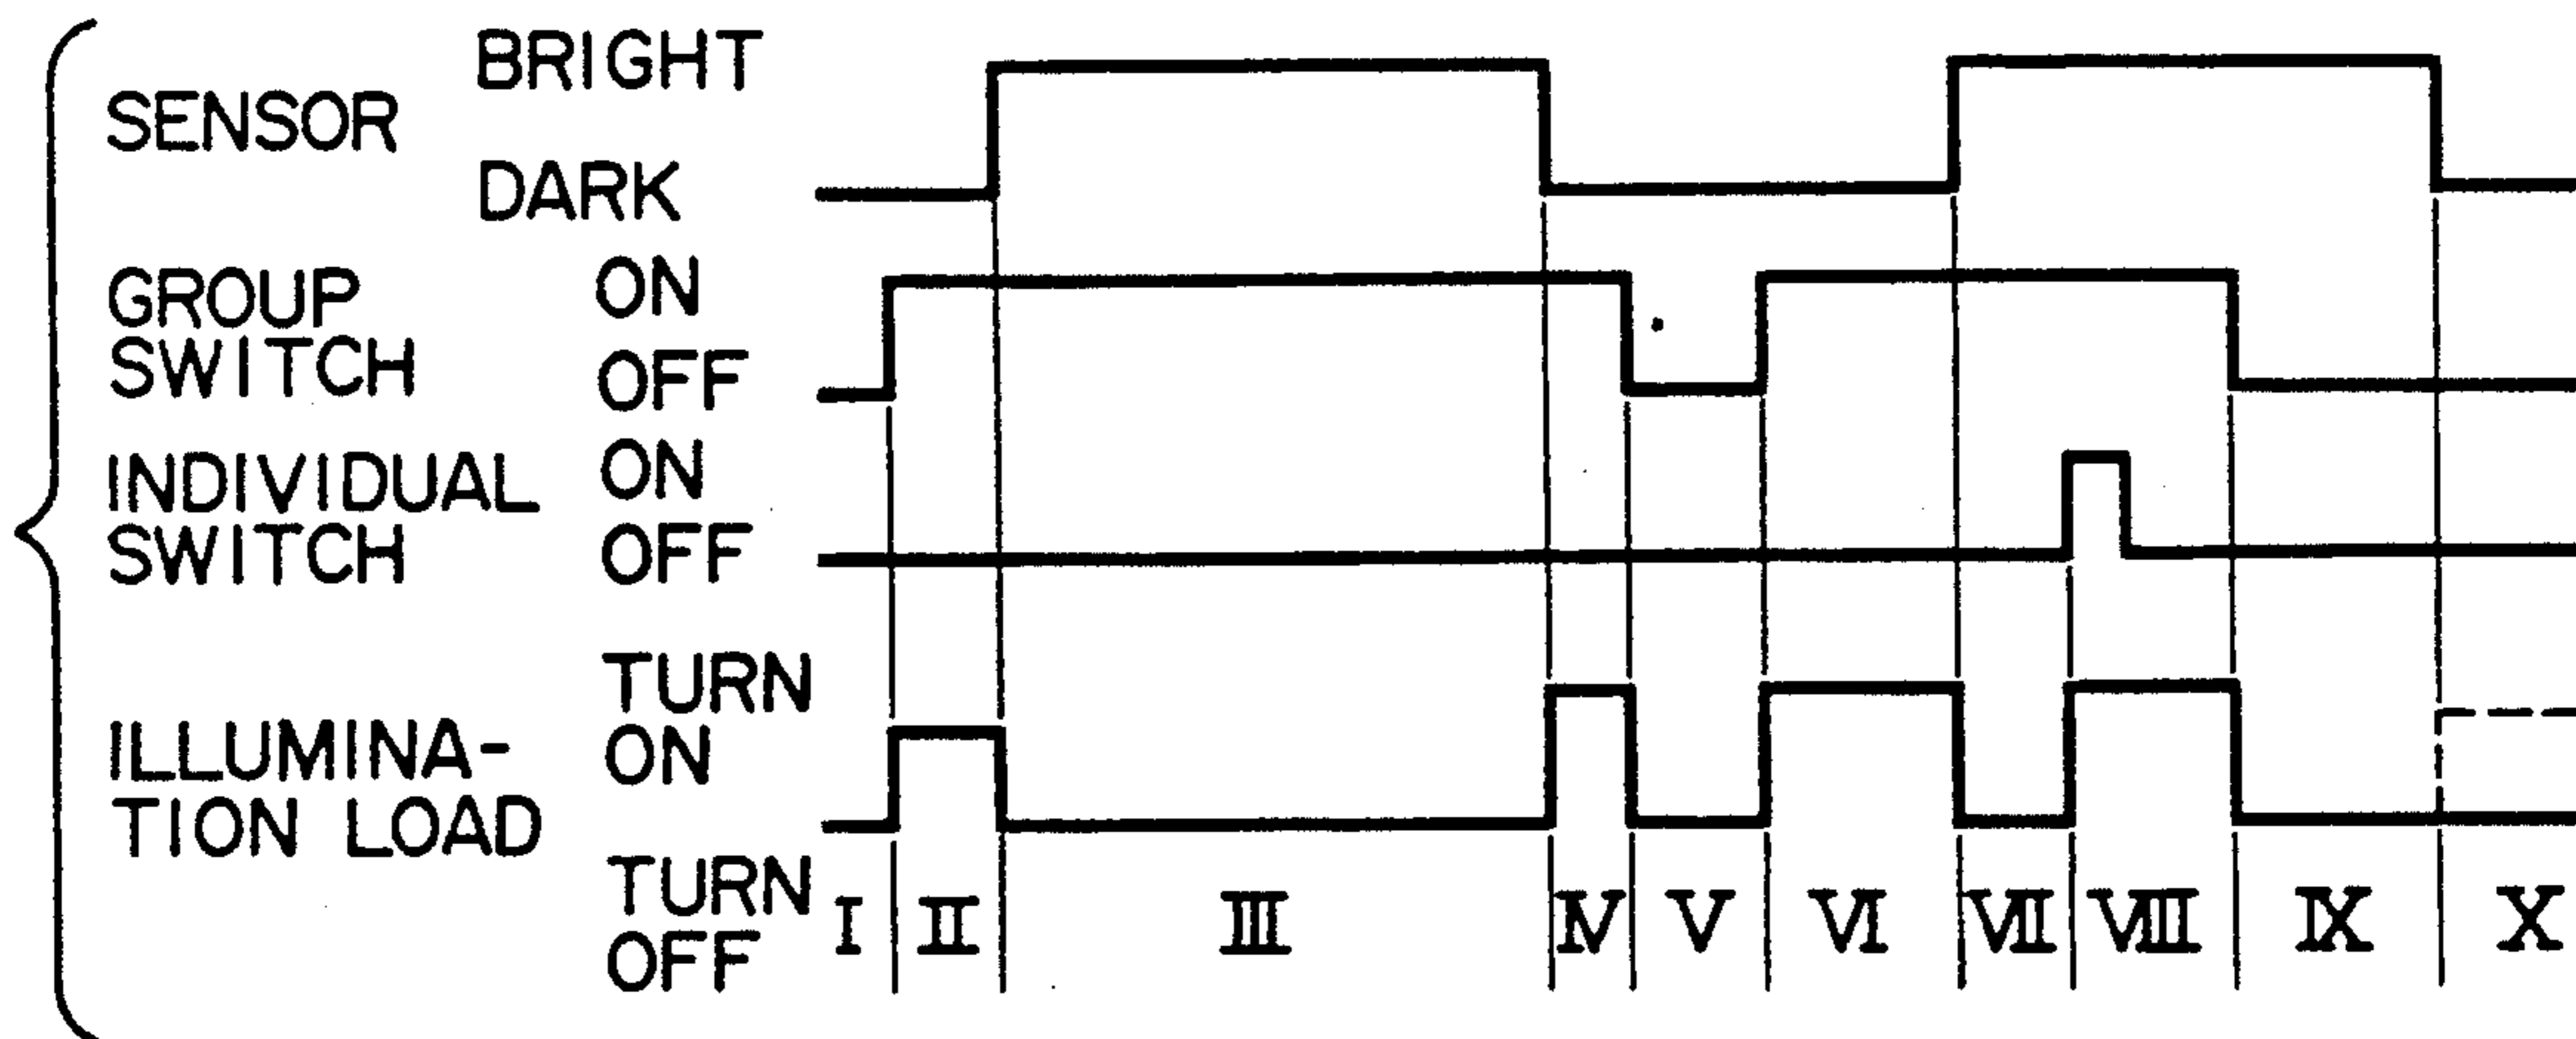 BRIGHT
SENSOR
DARK
GROUP
SWITCH
ON
OFF
INDIVIDUAL
SWITCH
ON
OFF
ILLUMINA-
TION LOAD
TURN
ON
TURN
OFF
I II III IV V VI VII VIII IX X